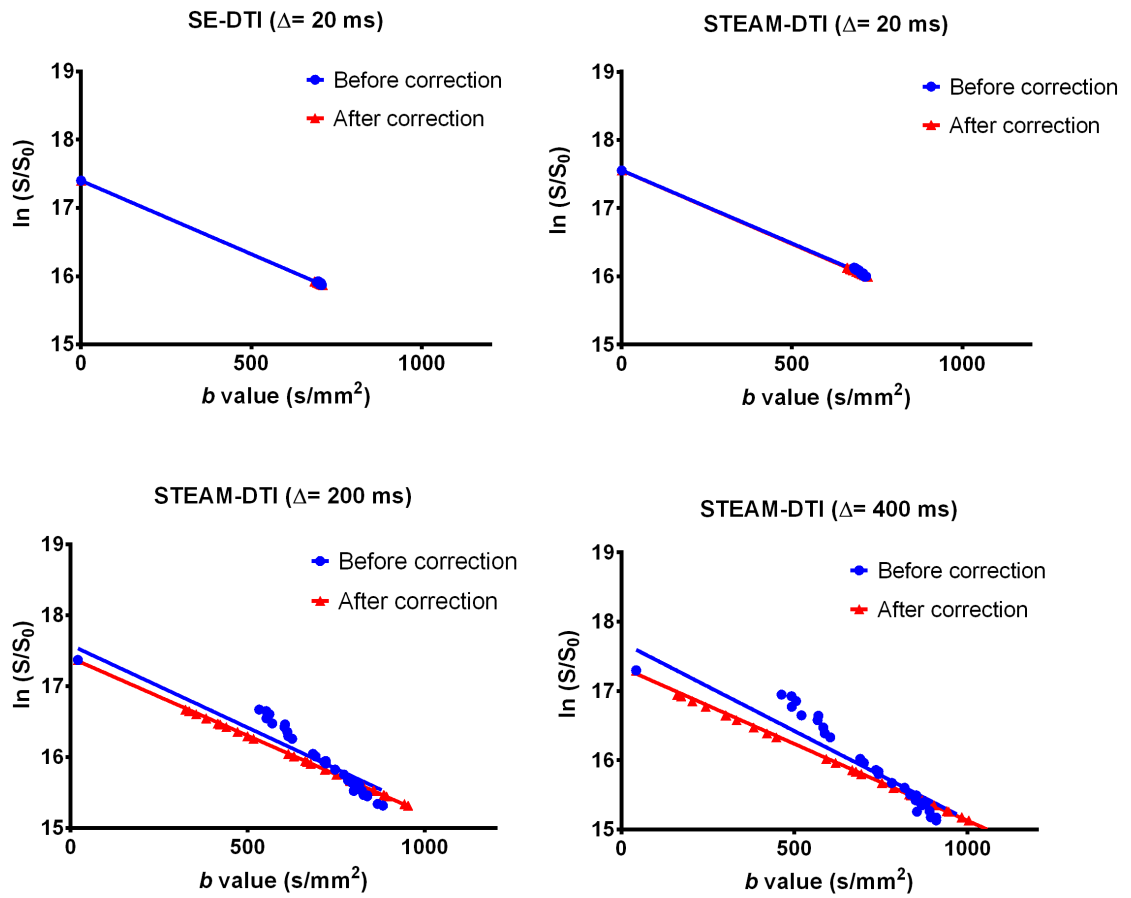 SE-DTI (Δ= 20 ms)
Before correction
After correction
19
18
17
16
15
ln (S/S0)
0
500
1000
b value (s/mm2)
STEAM-DTI (Δ= 20 ms)
Before correction
After correction
19
18
17
16
15
ln (S/S0)
0
500
1000
b value (s/mm2)
STEAM-DTI (Δ= 200 ms)
Before correction
After correction
19
18
17
16
15
ln (S/S0)
0
500
1000
b value (s/mm2)
STEAM-DTI (Δ= 400 ms)
Before correction
After correction
19
18
17
16
15
ln (S/S0)
0
500
1000
b value (s/mm2)